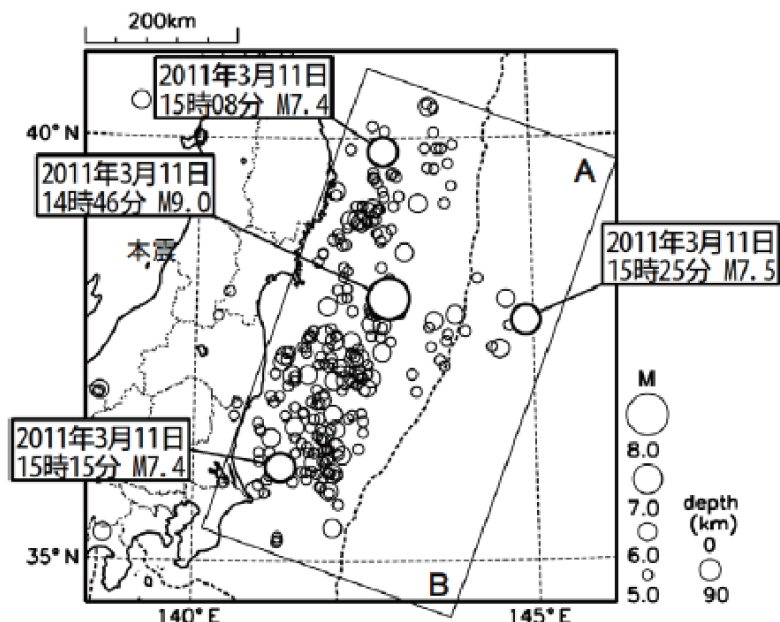 200km
2011年3月11日
15時08分 M7.4
40°N
2011年3月11日
14時46分 M9.0
A
本震
2011年3月11日
15時25分 M7.5
M
8.0
2011年3月11日
15時15分 M7.4
7.0
depth
(km)
6.0
0
35°N
B
5.0
90
140°E
145°E